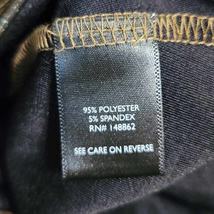 95% POLYESTER
5% SPANDEX
RN# 148862
SEE CARE ON REVERSE